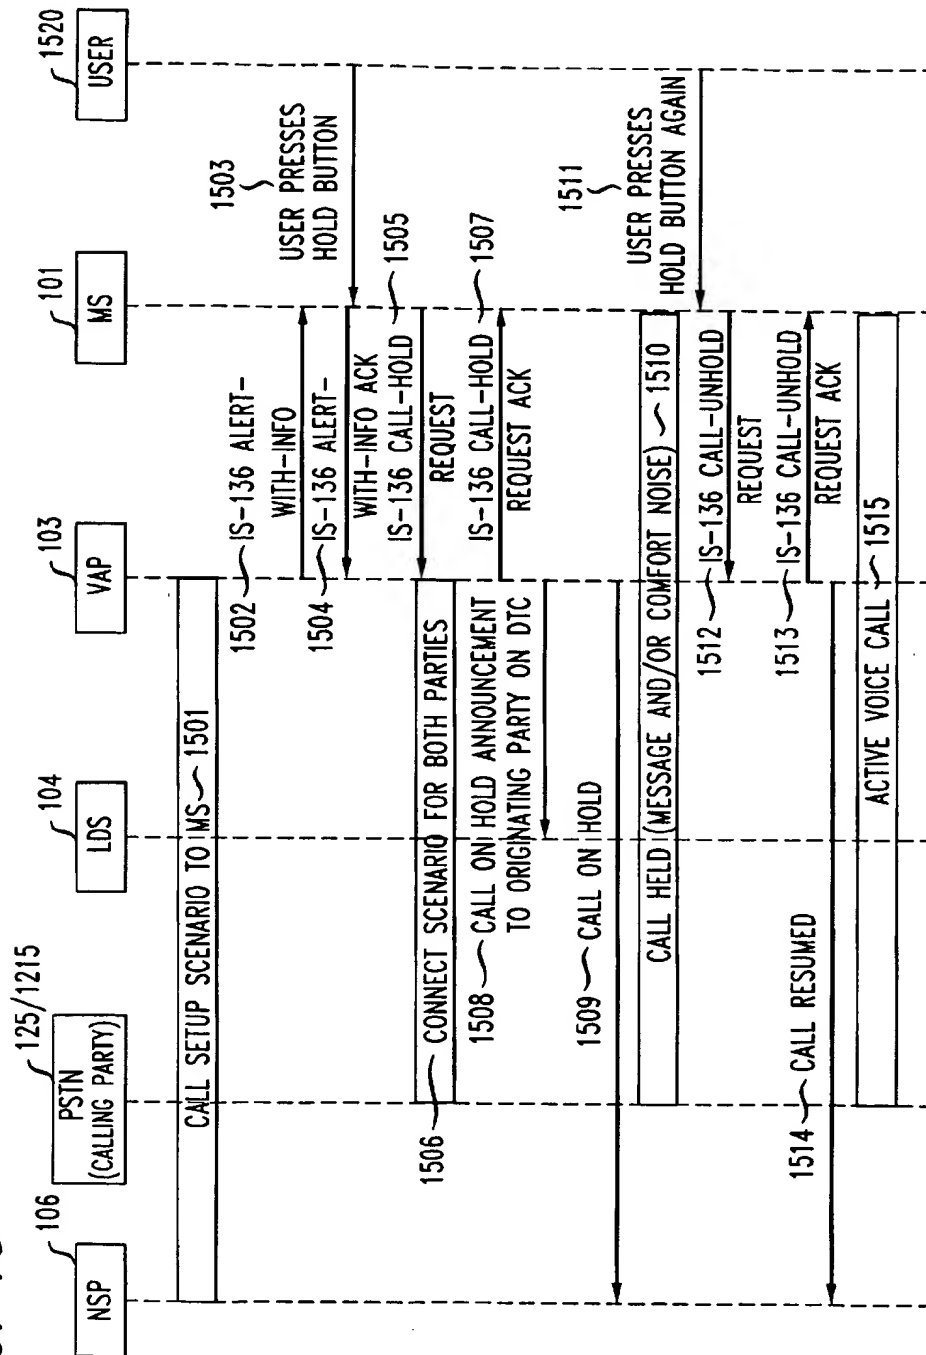 106
NSP
125/1215
PSTN
(CALLING PARTY)
104
LDS
103
VAP
101
MS
1520
USER
CALL SETUP SCENARIO TO MS 1501
1502 IS-136 ALERT-
WITH-INFO
1503
USER PRESSES
HOLD BUTTON
1504 IS-136 ALERT-
WITH-INFO ACK
IS-136 CALL-HOLD 1505
REQUEST
1506 CONNECT SCENARIO FOR BOTH PARTIES
IS-136 CALL-HOLD 1507
REQUEST ACK
1508 CALL ON HOLD ANNOUNCEMENT
TO ORIGINATING PARTY ON DTC
1509 CALL ON HOLD
CALL HELD (MESSAGE AND/OR COMFORT NOISE) 1510
1511
USER PRESSES
HOLD BUTTON AGAIN
1512 IS-136 CALL-UNHOLD
REQUEST
1513 IS-136 CALL-UNHOLD
REQUEST ACK
1514 CALL RESUMED
ACTIVE VOICE CALL 1515